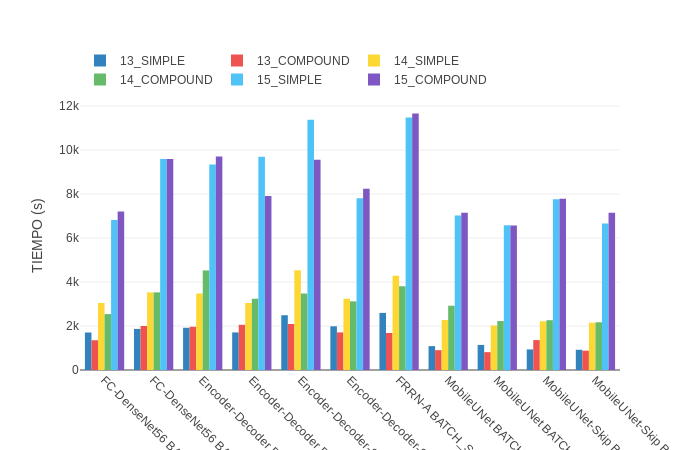 13_SIMPLE
13_COMPOUND
14_SIMPLE
14_COMPOUND
15_SIMPLE
15_COMPOUND
TIEMPO (s)
12k
10k
8k
6k
4k
2k
0
FC-DenseNet56
FC-DenseNet56
Encoder-Decoder
Encoder-Decoder
Encoder-Decoder-
Encoder-Decoder-
FRRN-A BATCH_S
MobileUNet BATC
MobileUNet BATC
MobileUNet-Skip
MobileUNet-Skip